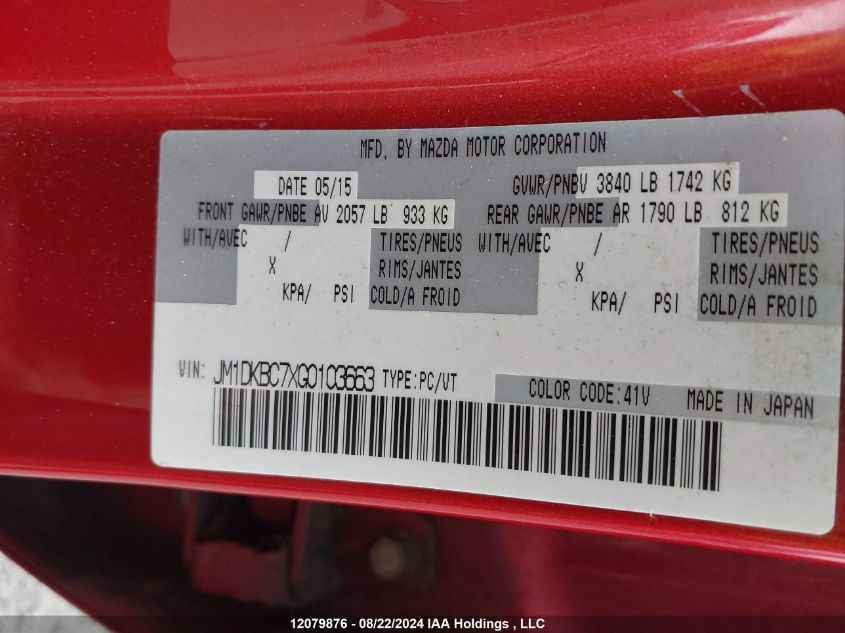 MFD. BY MAZDA MOTOR CORPORATION
DATE 05/15 GVWR/PNBV 3840 LB 1742 KG
FRONT GAWR/PNBE AV 2057 LB 933 KG REAR GAWR/PNBE AR 1790 LB 812 KG
WITH/AVEC / TIRES/PNEUS WITH/AVEC / TIRES/PNEUS
X RIMS/JANTES X RIMS/JANTES
KPA/ PSI COLD/A FROID KPA/ PSI COLD/A FROID
VIN: JM1DKBC7XG0103663 TYPE:PC/VT COLOR CODE:41V MADE IN JAPAN
12079876 - 08/22/2024 IAA Holdings , LLC